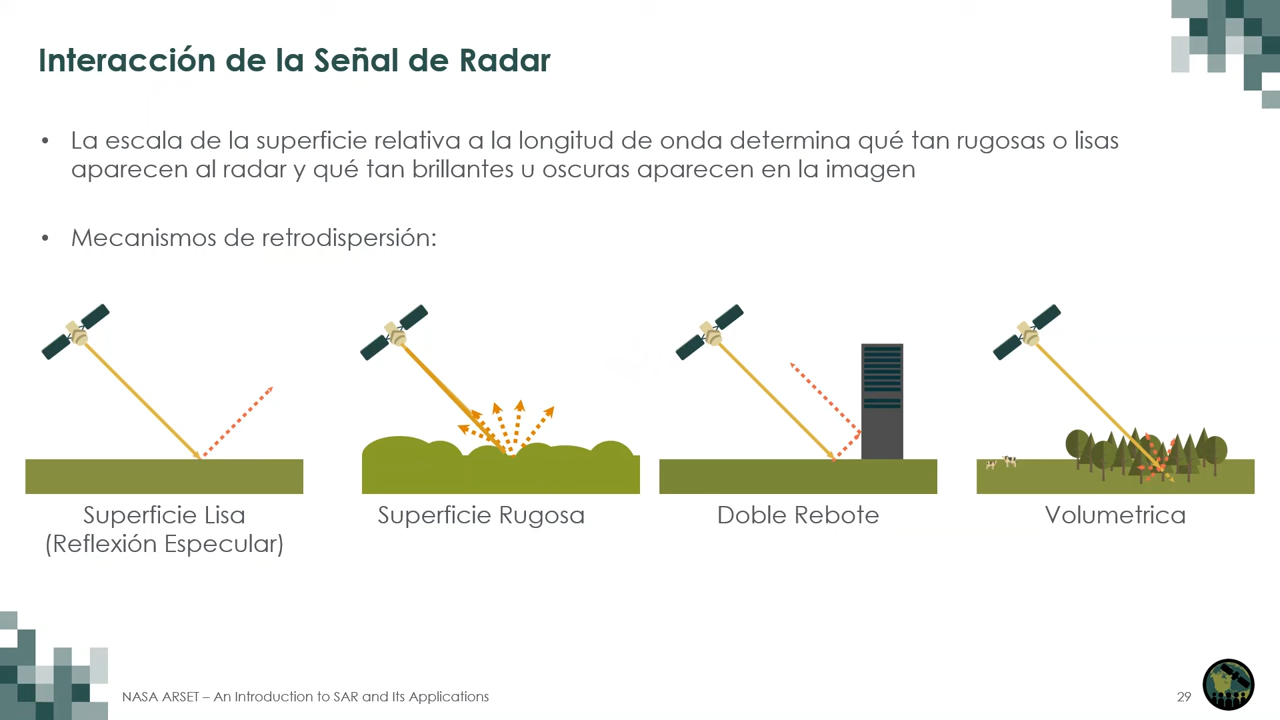 Interacción de la Señal de Radar
• La escala de la superficie relativa a la longitud de onda determina qué tan rugosas o lisas
aparecen al radar y qué tan brillantes u oscuras aparecen en la imagen
• Mecanismos de retrodispersión:
Superficie Lisa
(Reflexión Especular)
Superficie Rugosa
Doble Rebote
Volumetrica
NASA ARSET – An Introduction to SAR and Its Applications
29